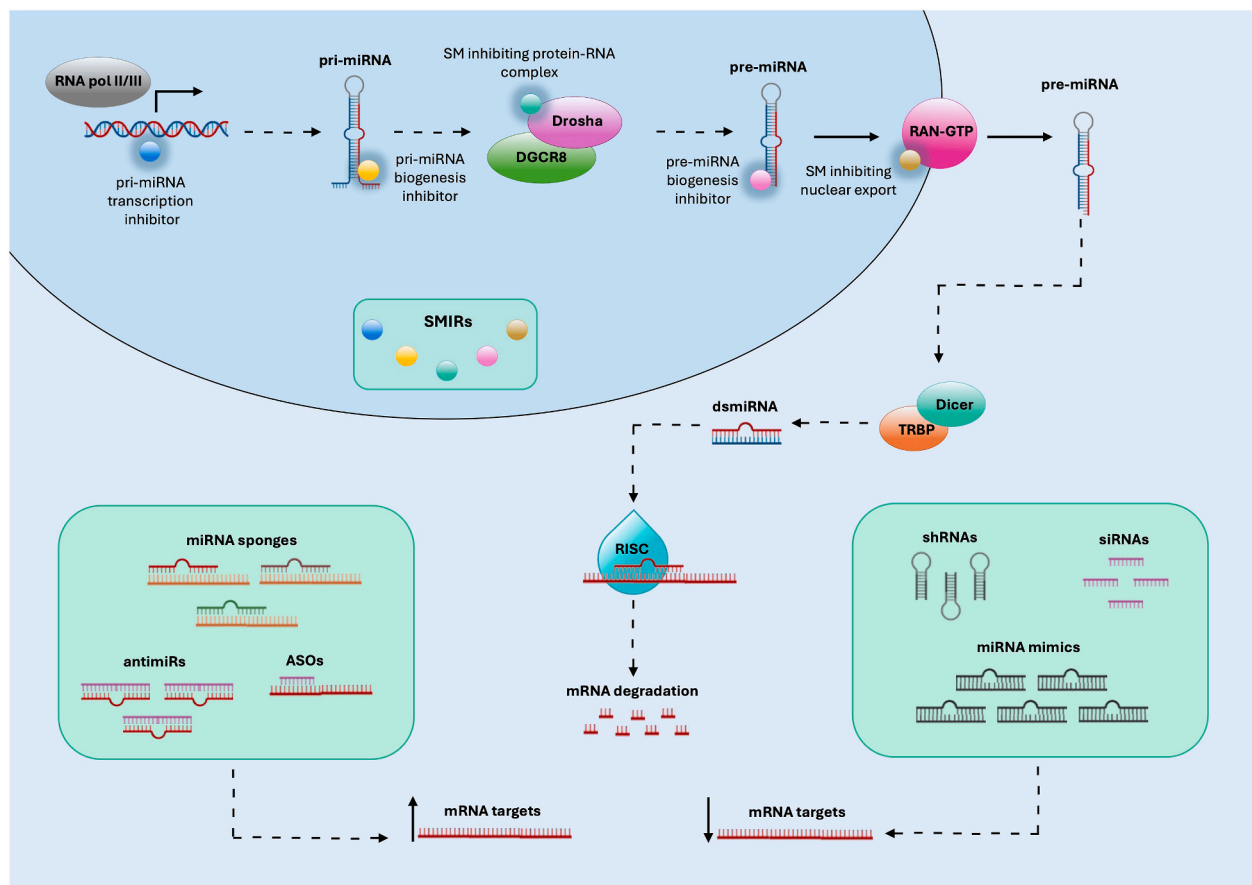 RNA pol II/III
pri-miRNA
transcription
inhibitor
pri-miRNA
pri-miRNA
biogenesis
inhibitor
SM inhibiting protein-RNA
complex
Drosha
DGCR8
pre-miRNA
pre-miRNA
biogenesis
inhibitor
RAN-GTP
SM inhibiting
nuclear export
pre-miRNA
SMIRs
Dicer
TRBP
dsmiRNA
RISC
mRNA degradation
miRNA sponges
antimiRs
ASOs
shRNAs
siRNAs
miRNA mimics
mRNA targets
mRNA targets